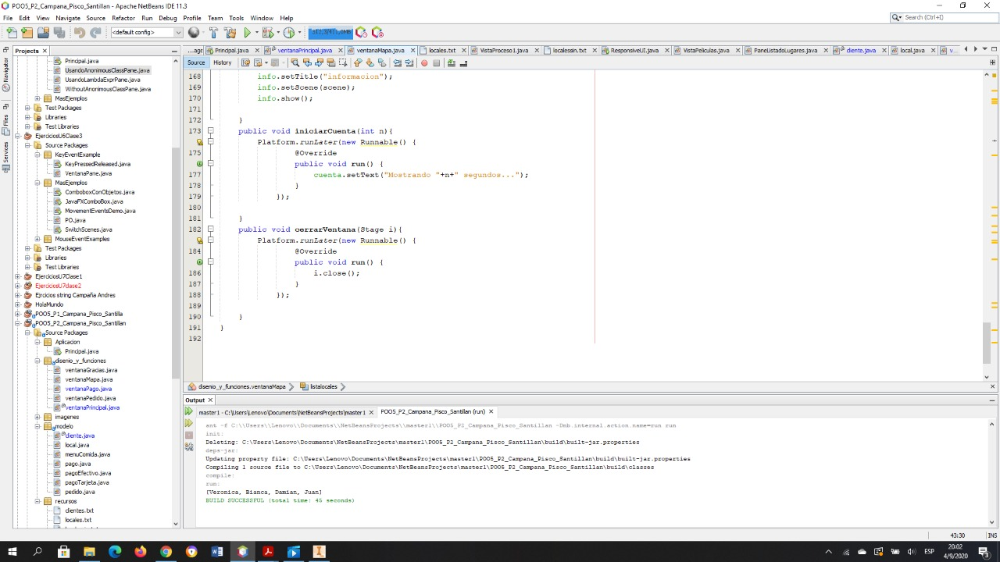 POO5_P2_Campana_Pisco_Santillan - Apache NetBeans IDE 11.3
File Edit View Navigate Source Refactor Run Debug Profile Team Tools Window Help
Search (Ctrl+I)
<default config>
Projects
...age Principal.java ventanaPrincipal.java ventanaMapa.java locales.txt VistaProceso1.java localessin.txt ResponsiveUI.java VistaPeliculas.java PaneListadoLugares.java cliente.java local.java v...
Source History
Navigator
Files
Services
Principal.java
UsandoAnonimousClassPane.java
UsandoLambdaExprPane.java
WithoutAnonimousClassPane.java
MasEjemplos
Test Packages
Libraries
Test Libraries
EjerciciosU6Clase3
Source Packages
KeyEventExample
KeyPressedReleased.java
VentanaPane.java
MasEjemplos
ComboboxConObjetos.java
JavaFXComboBox.java
MovementEventsDemo.java
PO.java
SwitchScenes.java
MouseEventExamples
Test Packages
Libraries
Test Libraries
EjerciciosU7Clase1
EjerciciosU7clase2
Ejrcicios string Campaña Andres
HolaMundo
POO5_P1_Campana_Pisco_Santilla
POO5_P2_Campana_Pisco_Santillan
Source Packages
Aplicacion
Principal.java
disenio_y_funciones
ventanaGracias.java
ventanaMapa.java
ventanaPago.java
ventanaPedido.java
ventanaPrincipal.java
imagenes
modelo
cliente.java
local.java
menuComida.java
pago.java
pagoEfectivo.java
pagoTarjeta.java
pedido.java
recursos
clientes.txt
locales.txt
168 info.setTitle("informacion");
169 info.setScene(scene);
170 info.show();
171
172 }
173 public void iniciarCuenta(int n){
Platform.runLater(new Runnable() {
175 @Override
public void run() {
177 cuenta.setText("Mostrando "+n+" segundos...");
178 }
179 });
180
181 }
182 public void cerrarVentana(Stage i){
Platform.runLater(new Runnable() {
184 @Override
public void run() {
186 i.close();
187 }
188 });
189
190 }
191 }
192
disenio_y_funciones.ventanaMapa listalocales
Output
master1 - C:\Users\Lenovo\Documents\NetBeansProjects\master1 POO5_P2_Campana_Pisco_Santillan (run)
ant -f C:\\Users\\Lenovo\\Documents\\NetBeansProjects\\master1\\POO5_P2_Campana_Pisco_Santillan -Dnb.internal.action.name=run run
init:
Deleting: C:\Users\Lenovo\Documents\NetBeansProjects\master1\POO5_P2_Campana_Pisco_Santillan\build\built-jar.properties
deps-jar:
Updating property file: C:\Users\Lenovo\Documents\NetBeansProjects\master1\POO5_P2_Campana_Pisco_Santillan\build\built-jar.properties
Compiling 1 source file to C:\Users\Lenovo\Documents\NetBeansProjects\master1\POO5_P2_Campana_Pisco_Santillan\build\classes
compile:
run:
[Veronica, Bianca, Damian, Juan]
BUILD SUCCESSFUL (total time: 45 seconds)
43:30 INS
ESP
20:02
4/9/2020
3